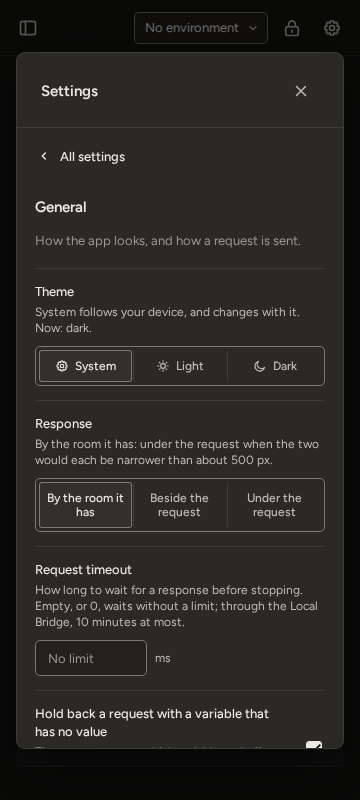 No environment
Settings
All settings
General
How the app looks, and how a request is sent.
Theme
System follows your device, and changes with it.
Now: dark.
System
Light
Dark
Response
By the room it has: under the request when the two
would each be narrower than about 500 px.
By the room it
has
Beside the
request
Under the
request
Request timeout
How long to wait for a response before stopping.
Empty, or 0, waits without a limit; through the Local
Bridge, 10 minutes at most.
No limit
ms
Hold back a request with a variable that
has no value